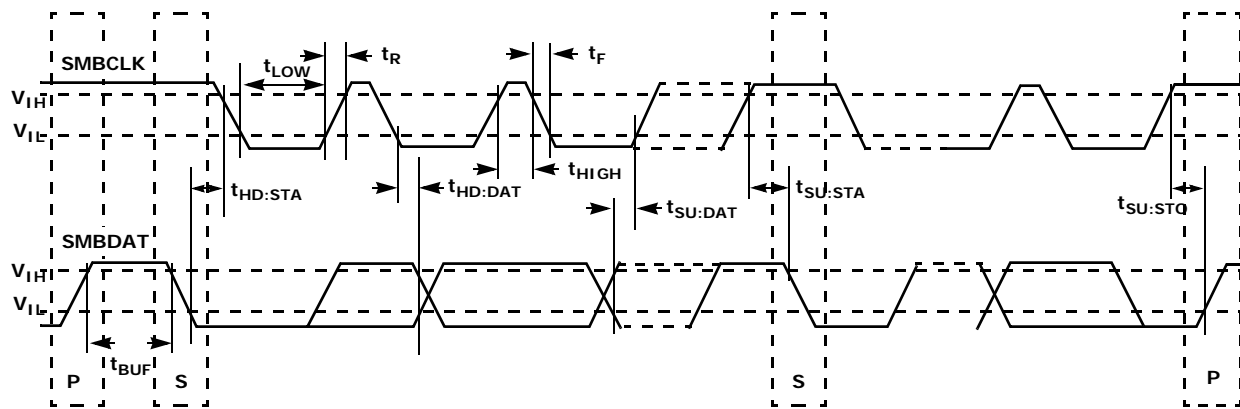 SMBCLK
tLOW
tR
tF
VIH
VIL
tHD:STA
tHD:DAT
tHIGH
tSU:DAT
tSU:STA
tSU:STO
SMBDAT
VIH
VIL
tBUF
P
S
S
P